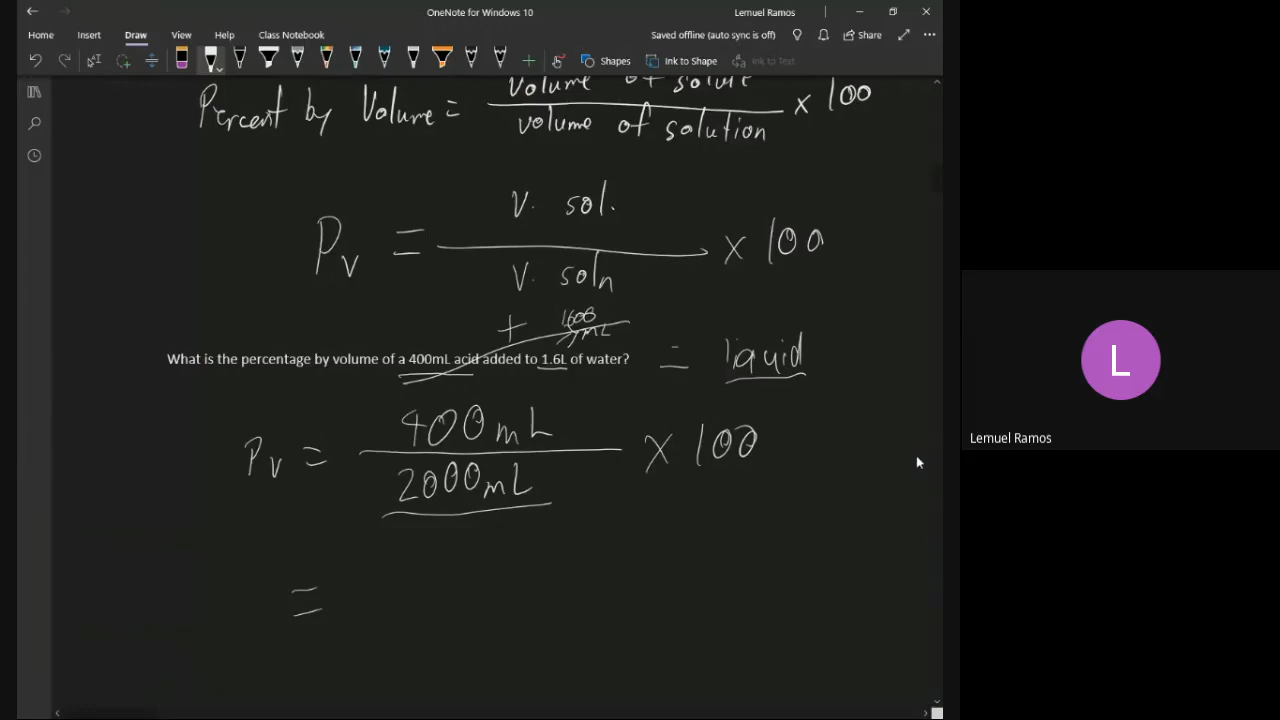 OneNote for Windows 10
Lemuel Ramos
Home Insert Draw View Help Class Notebook
Saved offline (auto sync is off)
Share
Shapes
Ink to Shape
Ink to Text
Percent by Volume = volume of solute
volume of solution × 100
Pv = v. sol.
v. soln × 100
+ 1600
mL
What is the percentage by volume of a 400mL acid added to 1.6L of water? = liquid
Pv = 400mL
2000mL × 100
=
L
Lemuel Ramos